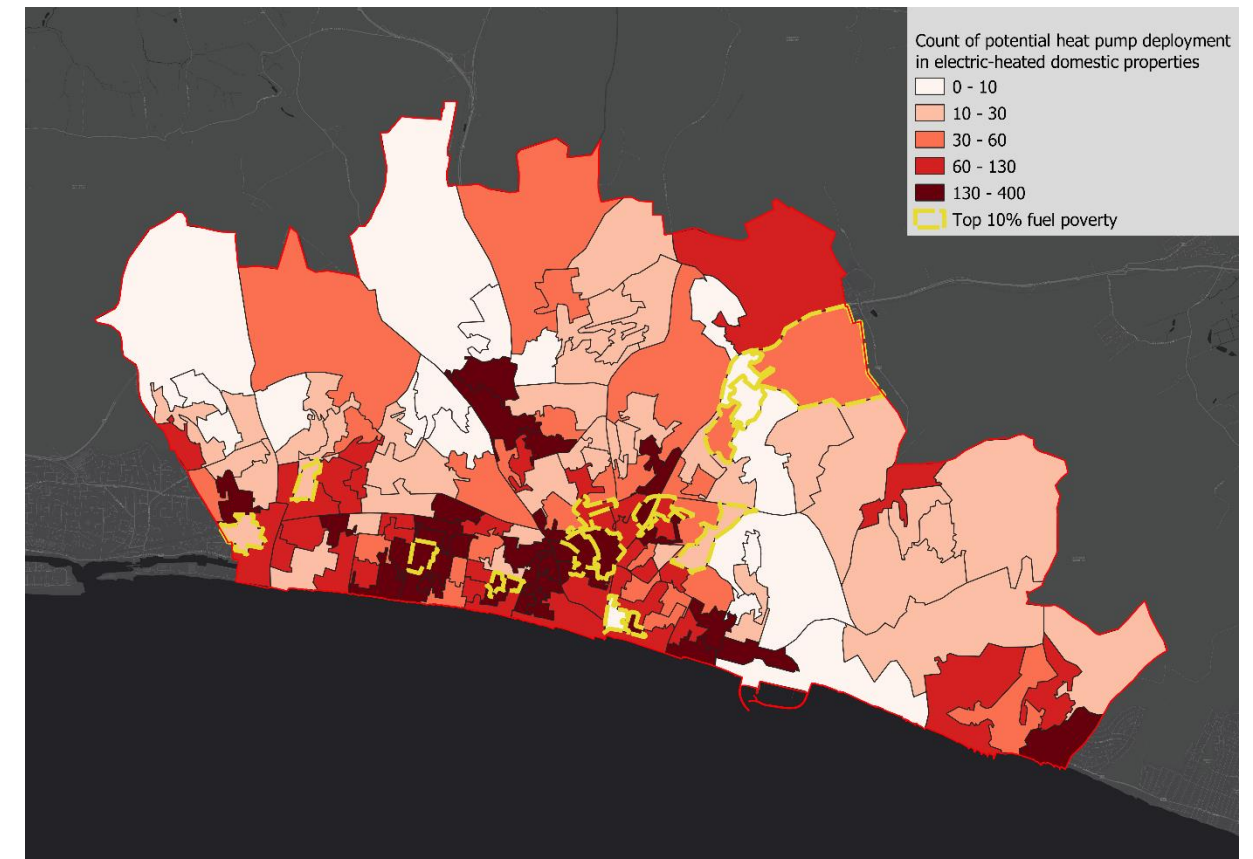 Count of potential heat pump deployment
in electric-heated domestic properties
0 - 10
10 - 30
30 - 60
60 - 130
130 - 400
Top 10% fuel poverty